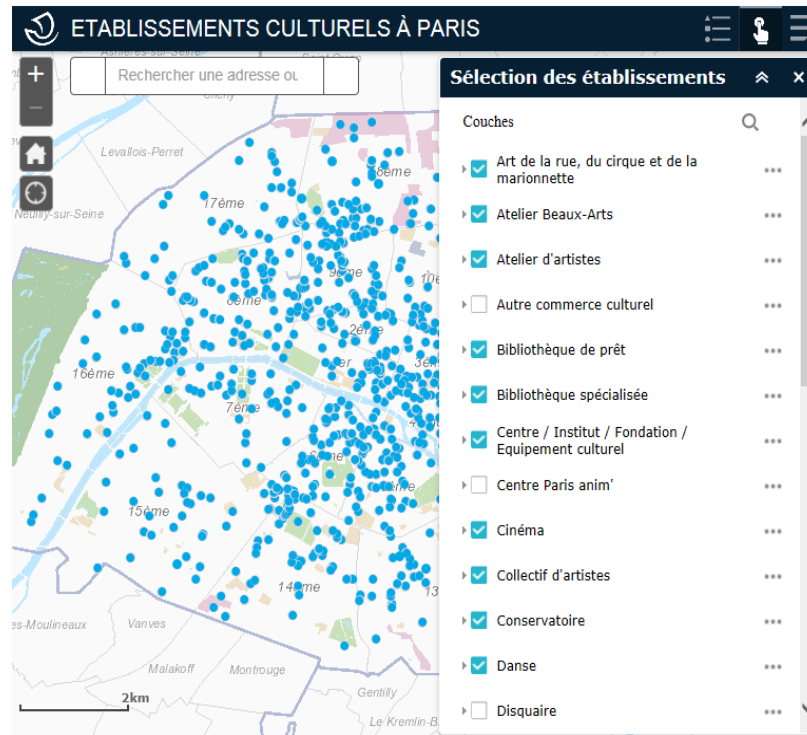 ETABLISSEMENTS CULTURELS À PARIS
Rechercher une adresse ou
Levallois-Perret
Neuilly-sur-Seine
17ème
9ème
8ème
2ème
16ème
7ème
6ème
15ème
14ème
Vanves
Malakoff
Montrouge
Gentilly
2km
Sélection des établissements
Couches
Art de la rue, du cirque et de la
marionnette
Atelier Beaux-Arts
Atelier d'artistes
Autre commerce culturel
Bibliothèque de prêt
Bibliothèque spécialisée
Centre / Institut / Fondation /
Equipement culturel
Centre Paris anim'
Cinéma
Collectif d'artistes
Conservatoire
Danse
Disquaire